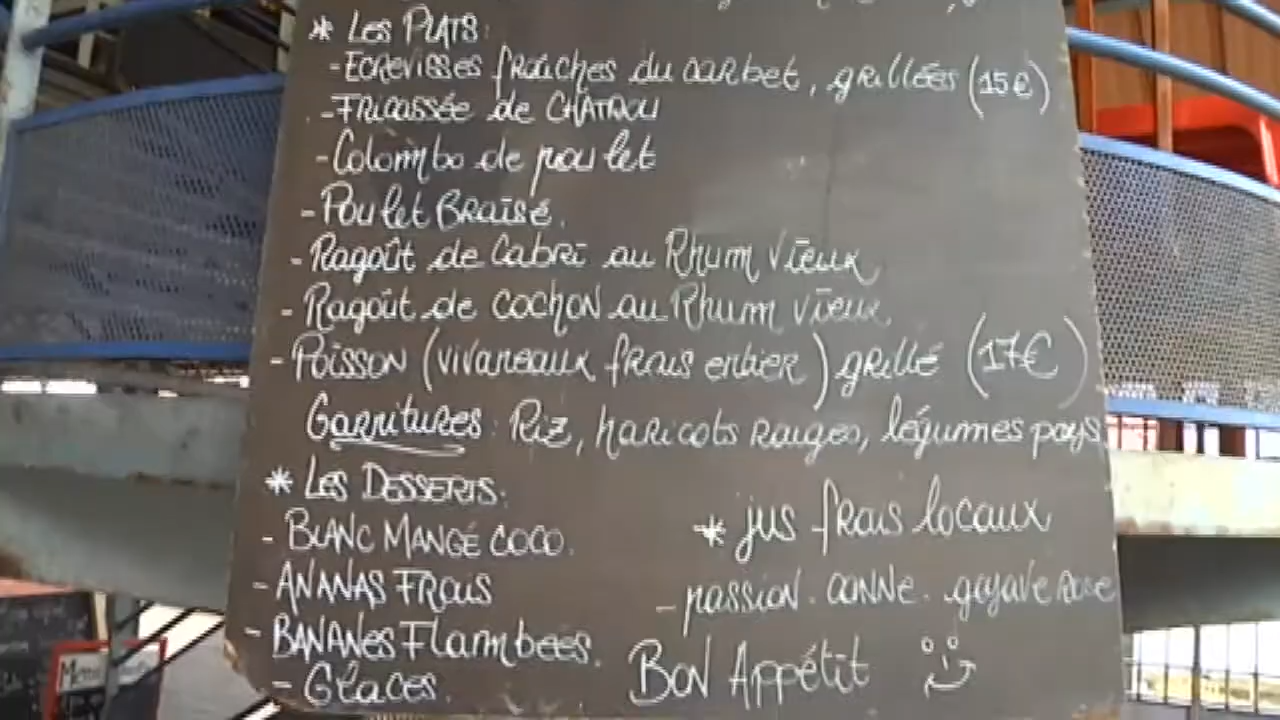 * Les PLATS:
- Ecrevisses fraîches du carbet, grillées (15€)
- Fricassée de CHATROU
- Colombo de poulet
- Poulet Braisé.
- Ragoût de Cabri au Rhum vieux
- Ragoût de cochon au Rhum vieux
- Poisson (vivaneaux frais entier) grillé (17€)
Garnitures: Riz, haricots rouges, légumes pays
* Les Desserts:
- Blanc Mangé coco.
- Ananas Frais
- Bananes Flambées.
- Glaces.
* jus frais locaux
- passion. canne. goyave Rose
Bon Appétit